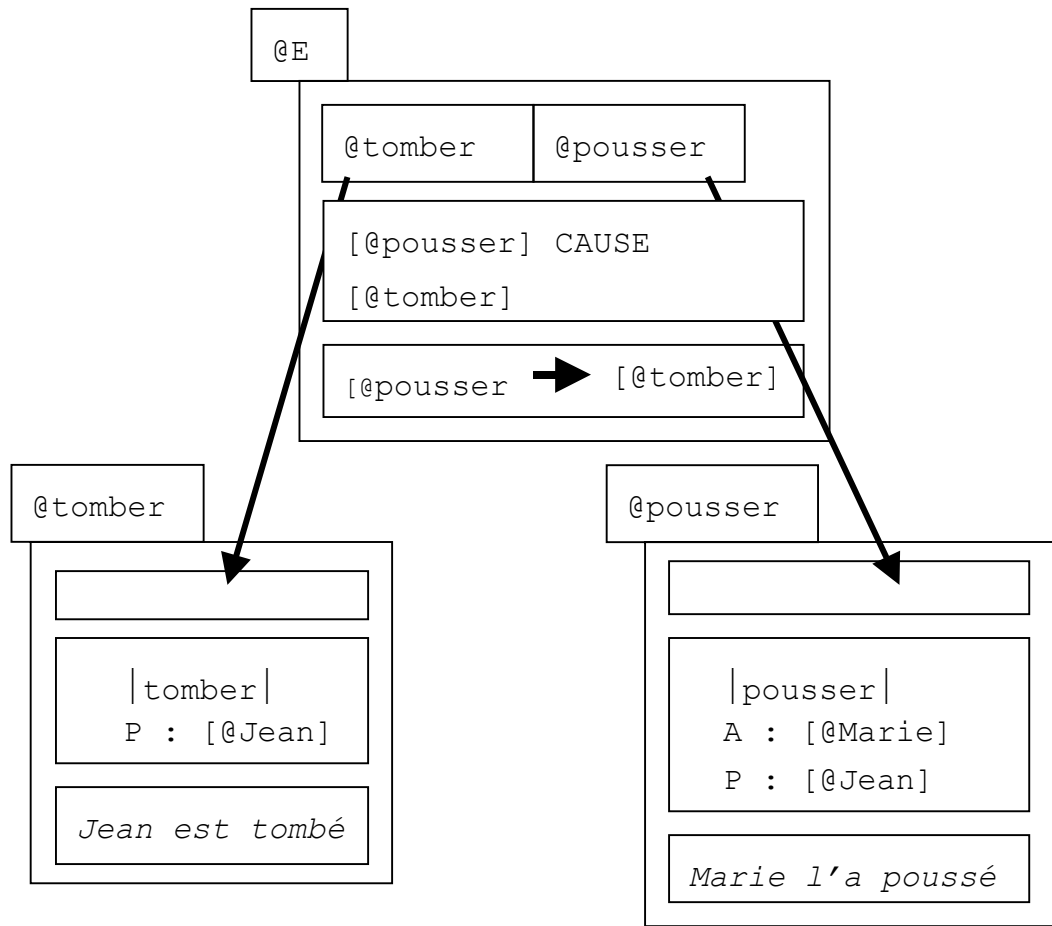 @E
@tomber @pousser
[@pousser] CAUSE
[@tomber]
[@pousser [@tomber]
@tomber
|tomber|
P : [@Jean]
Jean est tombé
@pousser
|pousser|
A : [@Marie]
P : [@Jean]
Marie l’a poussé